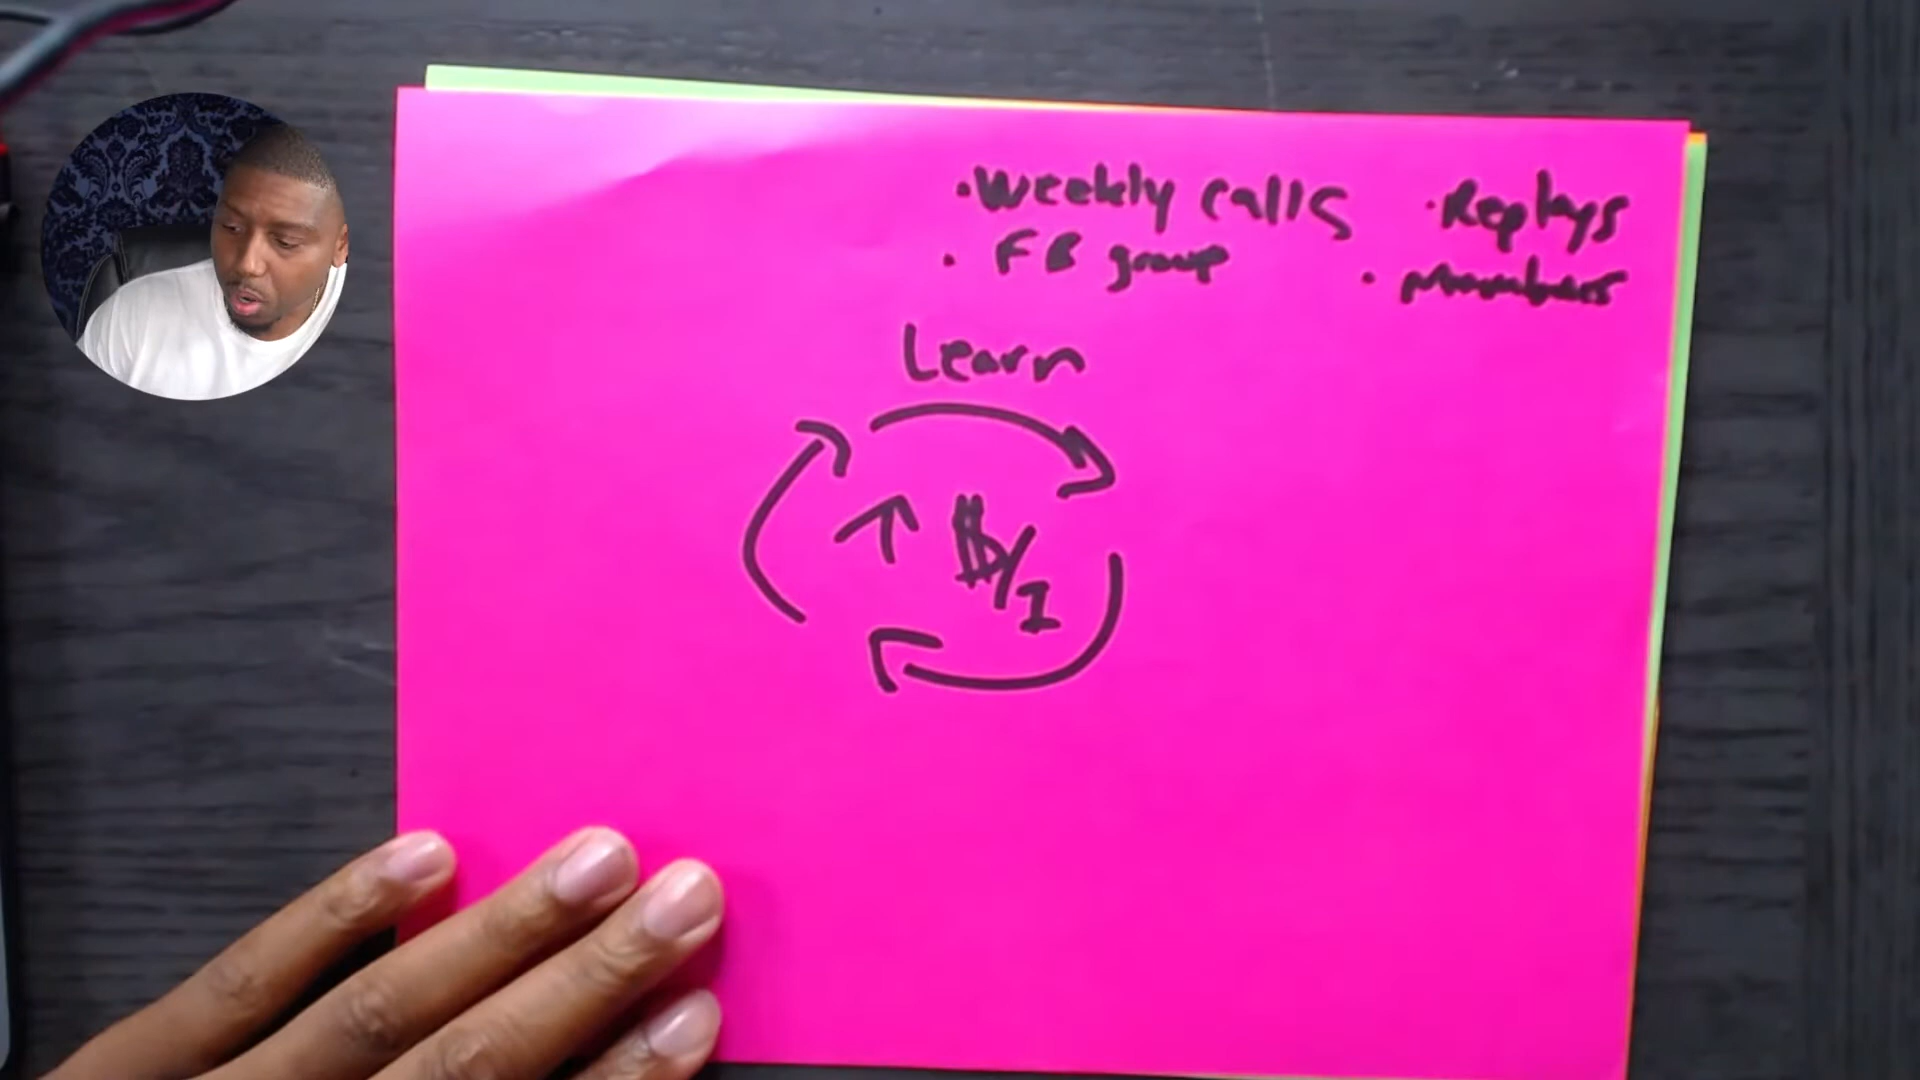 • Weekly calls • Replays
• FB group • Members
Learn
↑ $/I